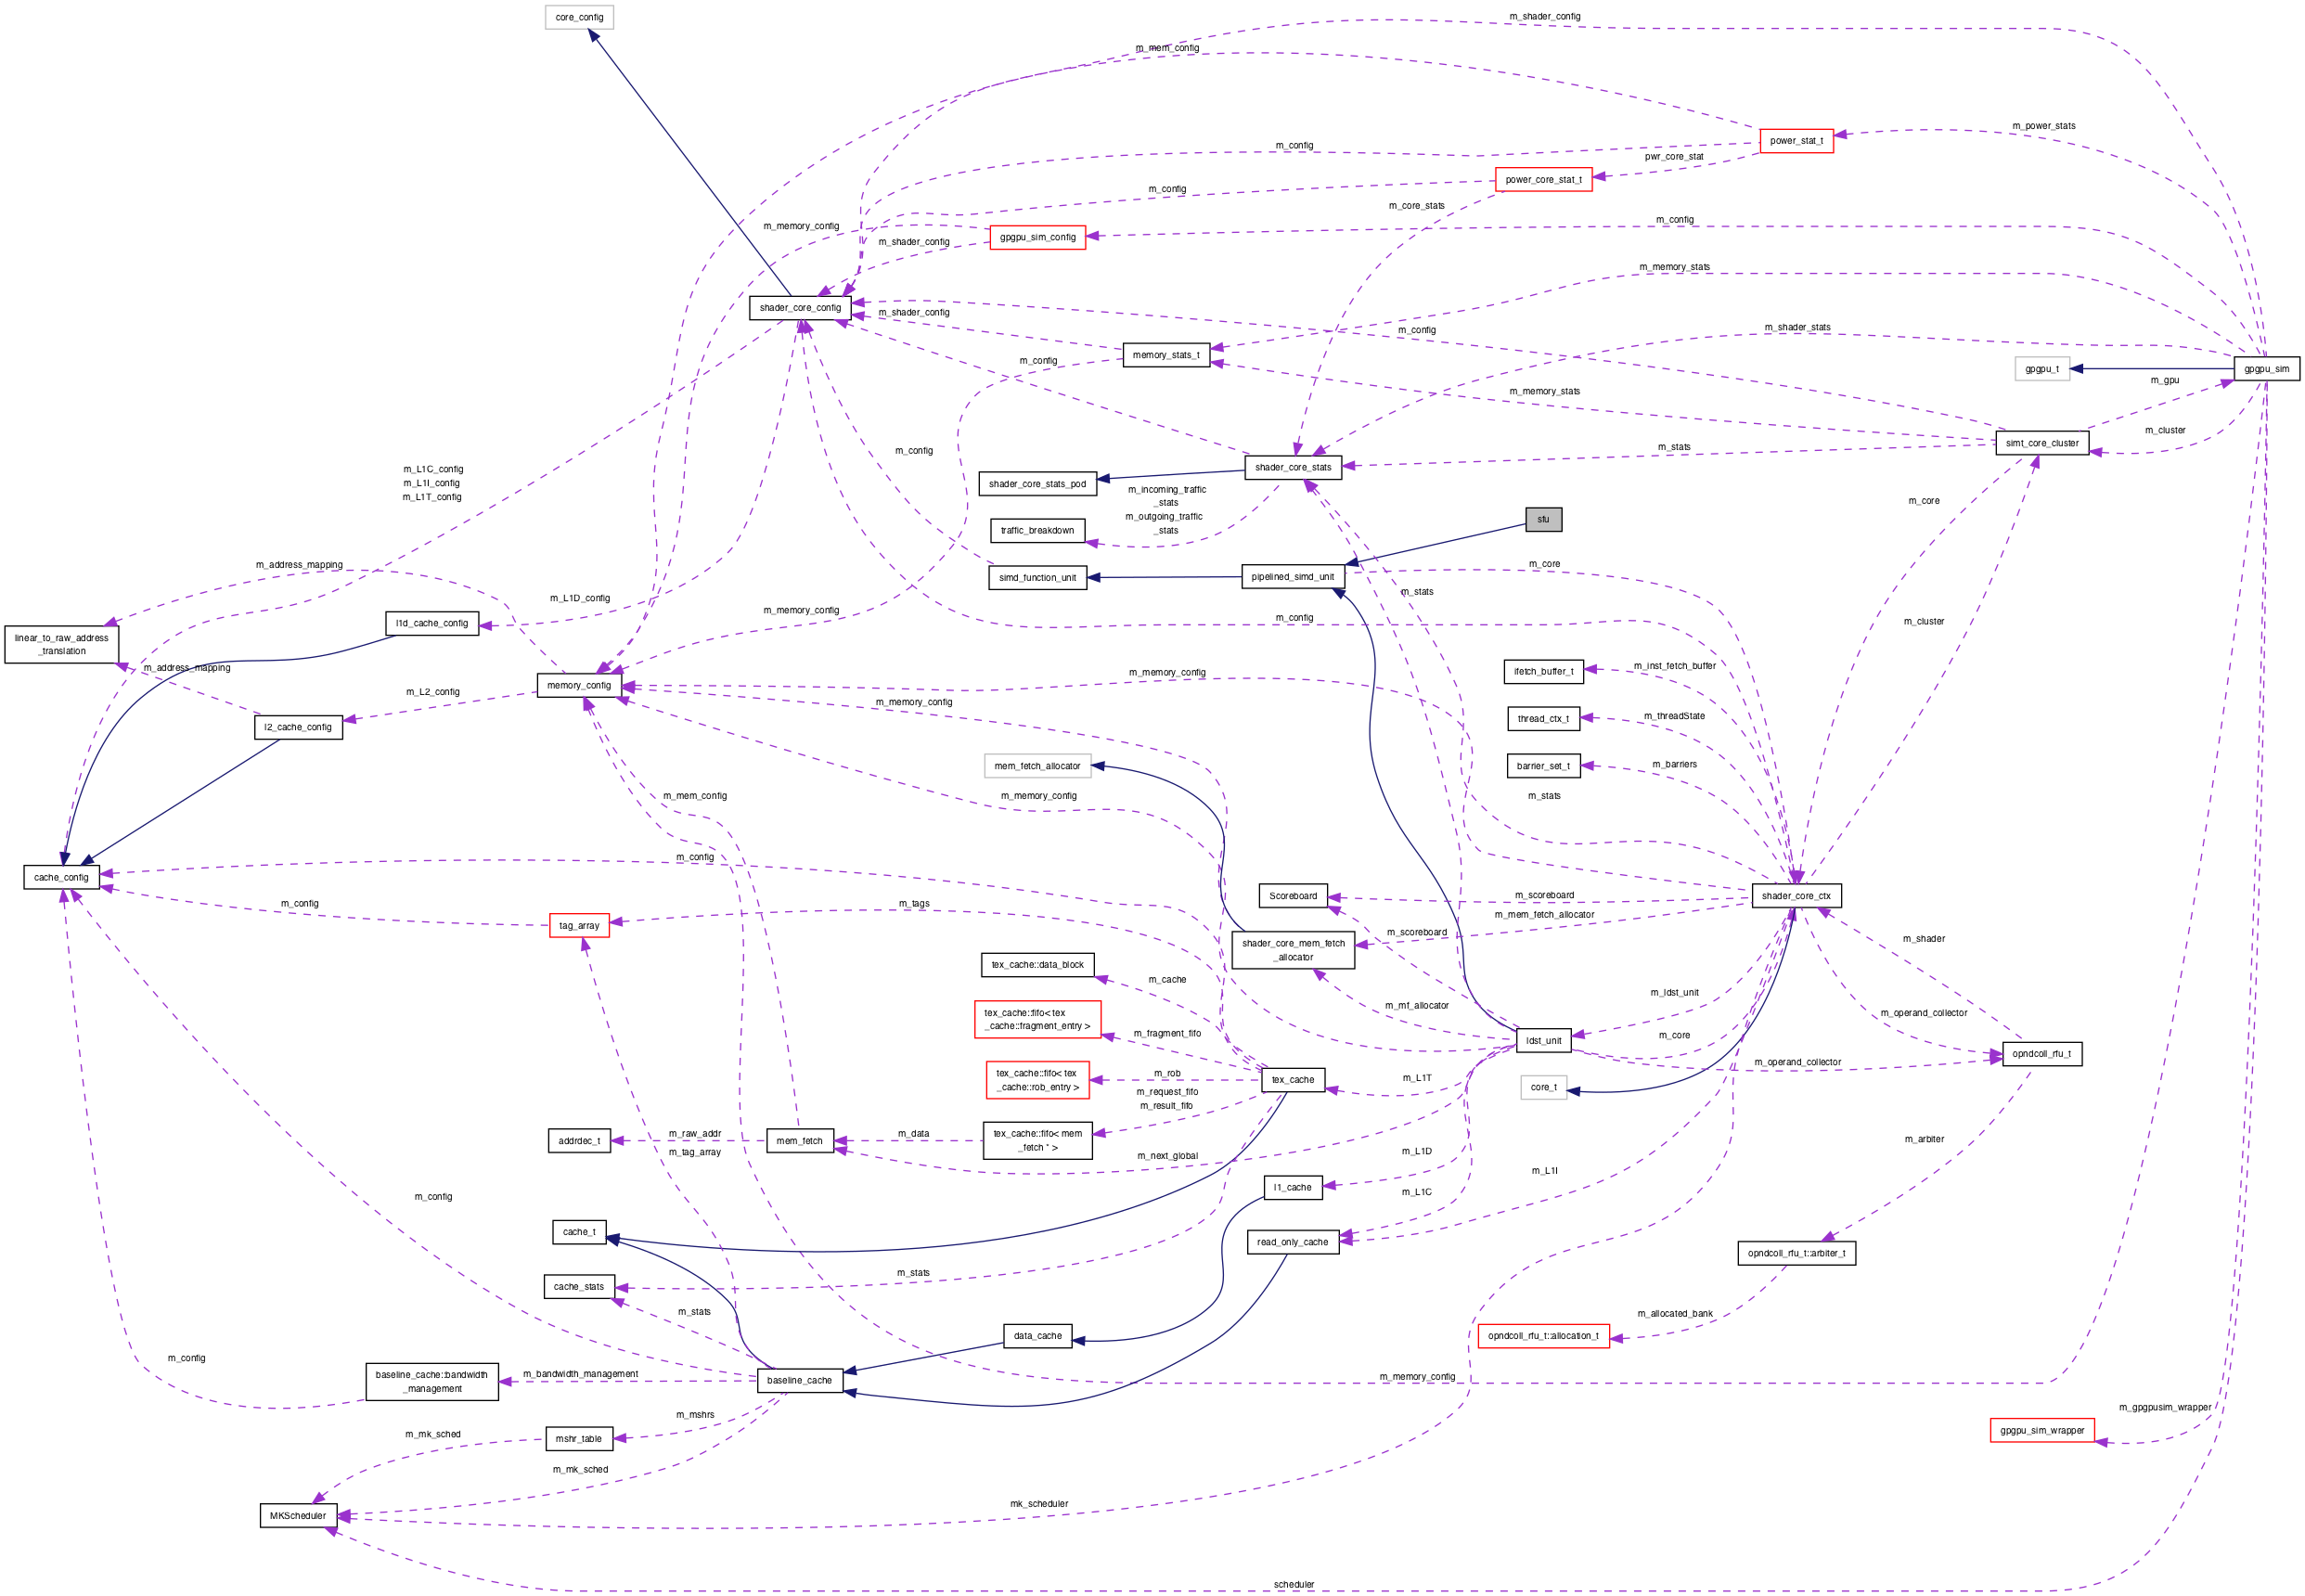 m_shader_config
core_config
m_mem_config
m_power_stats
power_stat_t
m_config
pwr_core_stat
power_core_stat_t
m_config
m_core_stats
m_config
m_memory_config
gpgpu_sim_config
m_shader_config
m_memory_stats
shader_core_config
m_shader_config
m_config
m_shader_stats
memory_stats_t
m_config
gpgpu_t
gpgpu_sim
m_gpu
m_memory_stats
m_cluster
simt_core_cluster
m_config
m_stats
shader_core_stats
m_L1C_config
m_L1I_config
m_L1T_config
shader_core_stats_pod
m_incoming_traffic
_stats
m_outgoing_traffic
_stats
m_core
traffic_breakdown
sfu
m_address_mapping
m_core
simd_function_unit
pipelined_simd_unit
m_stats
m_L1D_config
m_memory_config
m_config
m_cluster
l1d_cache_config
linear_to_raw_address
_translation
m_address_mapping
m_memory_config
m_inst_fetch_buffer
ifetch_buffer_t
memory_config
m_L2_config
m_memory_config
m_threadState
thread_ctx_t
l2_cache_config
mem_fetch_allocator
m_barriers
barrier_set_t
m_mem_config
m_memory_config
m_stats
m_config
cache_config
Scoreboard
m_scoreboard
shader_core_ctx
m_config
m_tags
tag_array
m_mem_fetch_allocator
m_scoreboard
shader_core_mem_fetch
_allocator
m_shader
tex_cache::data_block
m_cache
m_ldst_unit
m_mf_allocator
m_operand_collector
tex_cache::fifo< tex
_cache::fragment_entry >
m_fragment_fifo
ldst_unit
m_core
m_operand_collector
opndcoll_rfu_t
tex_cache::fifo< tex
_cache::rob_entry >
m_rob
tex_cache
m_L1T
core_t
m_request_fifo
m_result_fifo
addrdec_t
m_raw_addr
m_tag_array
mem_fetch
m_data
tex_cache::fifo< mem
_fetch * >
m_next_global
m_L1D
m_arbiter
m_L1I
l1_cache
m_L1C
m_config
cache_t
read_only_cache
opndcoll_rfu_t::arbiter_t
m_stats
cache_stats
m_stats
m_allocated_bank
data_cache
opndcoll_rfu_t::allocation_t
m_config
baseline_cache::bandwidth
_management
m_bandwidth_management
baseline_cache
m_memory_config
m_gpgpusim_wrapper
m_mshrs
gpgpu_sim_wrapper
m_mk_sched
mshr_table
m_mk_sched
mk_scheduler
MKScheduler
scheduler